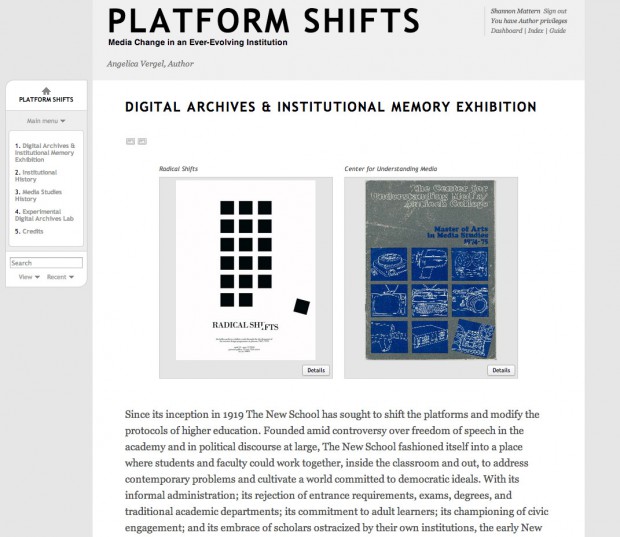 PLATFORM SHIFTS
Media Change in an Ever-Evolving Institution
Angelica Vergel, Author
Shannon Mattern Sign out
You have Author privileges
Dashboard | Index | Guide
PLATFORM SHIFTS
Main menu
1. Digital Archives &
Institutional Memory
Exhibition
2. Institutional
History
3. Media Studies
History
4. Experimental
Digital Archives Lab
5. Credits
Search
View
Recent
DIGITAL ARCHIVES & INSTITUTIONAL MEMORY EXHIBITION
Radical Shifts
RADICAL SHIFTS
Details
Center for Understanding Media
The Center for
Understanding Media/
Antioch College
Master of Arts
in Media Studies
1974-75
Details
Since its inception in 1919 The New School has sought to shift the platforms and modify the
protocols of higher education. Founded amid controversy over freedom of speech in the
academy and in political discourse at large, The New School fashioned itself into a place
where students and faculty could work together, inside the classroom and out, to address
contemporary problems and cultivate a world committed to democratic ideals. With its
informal administration; its rejection of entrance requirements, exams, degrees, and
traditional academic departments; its commitment to adult learners; its championing of civic
engagement; and its embrace of scholars ostracized by their own institutions, the early New